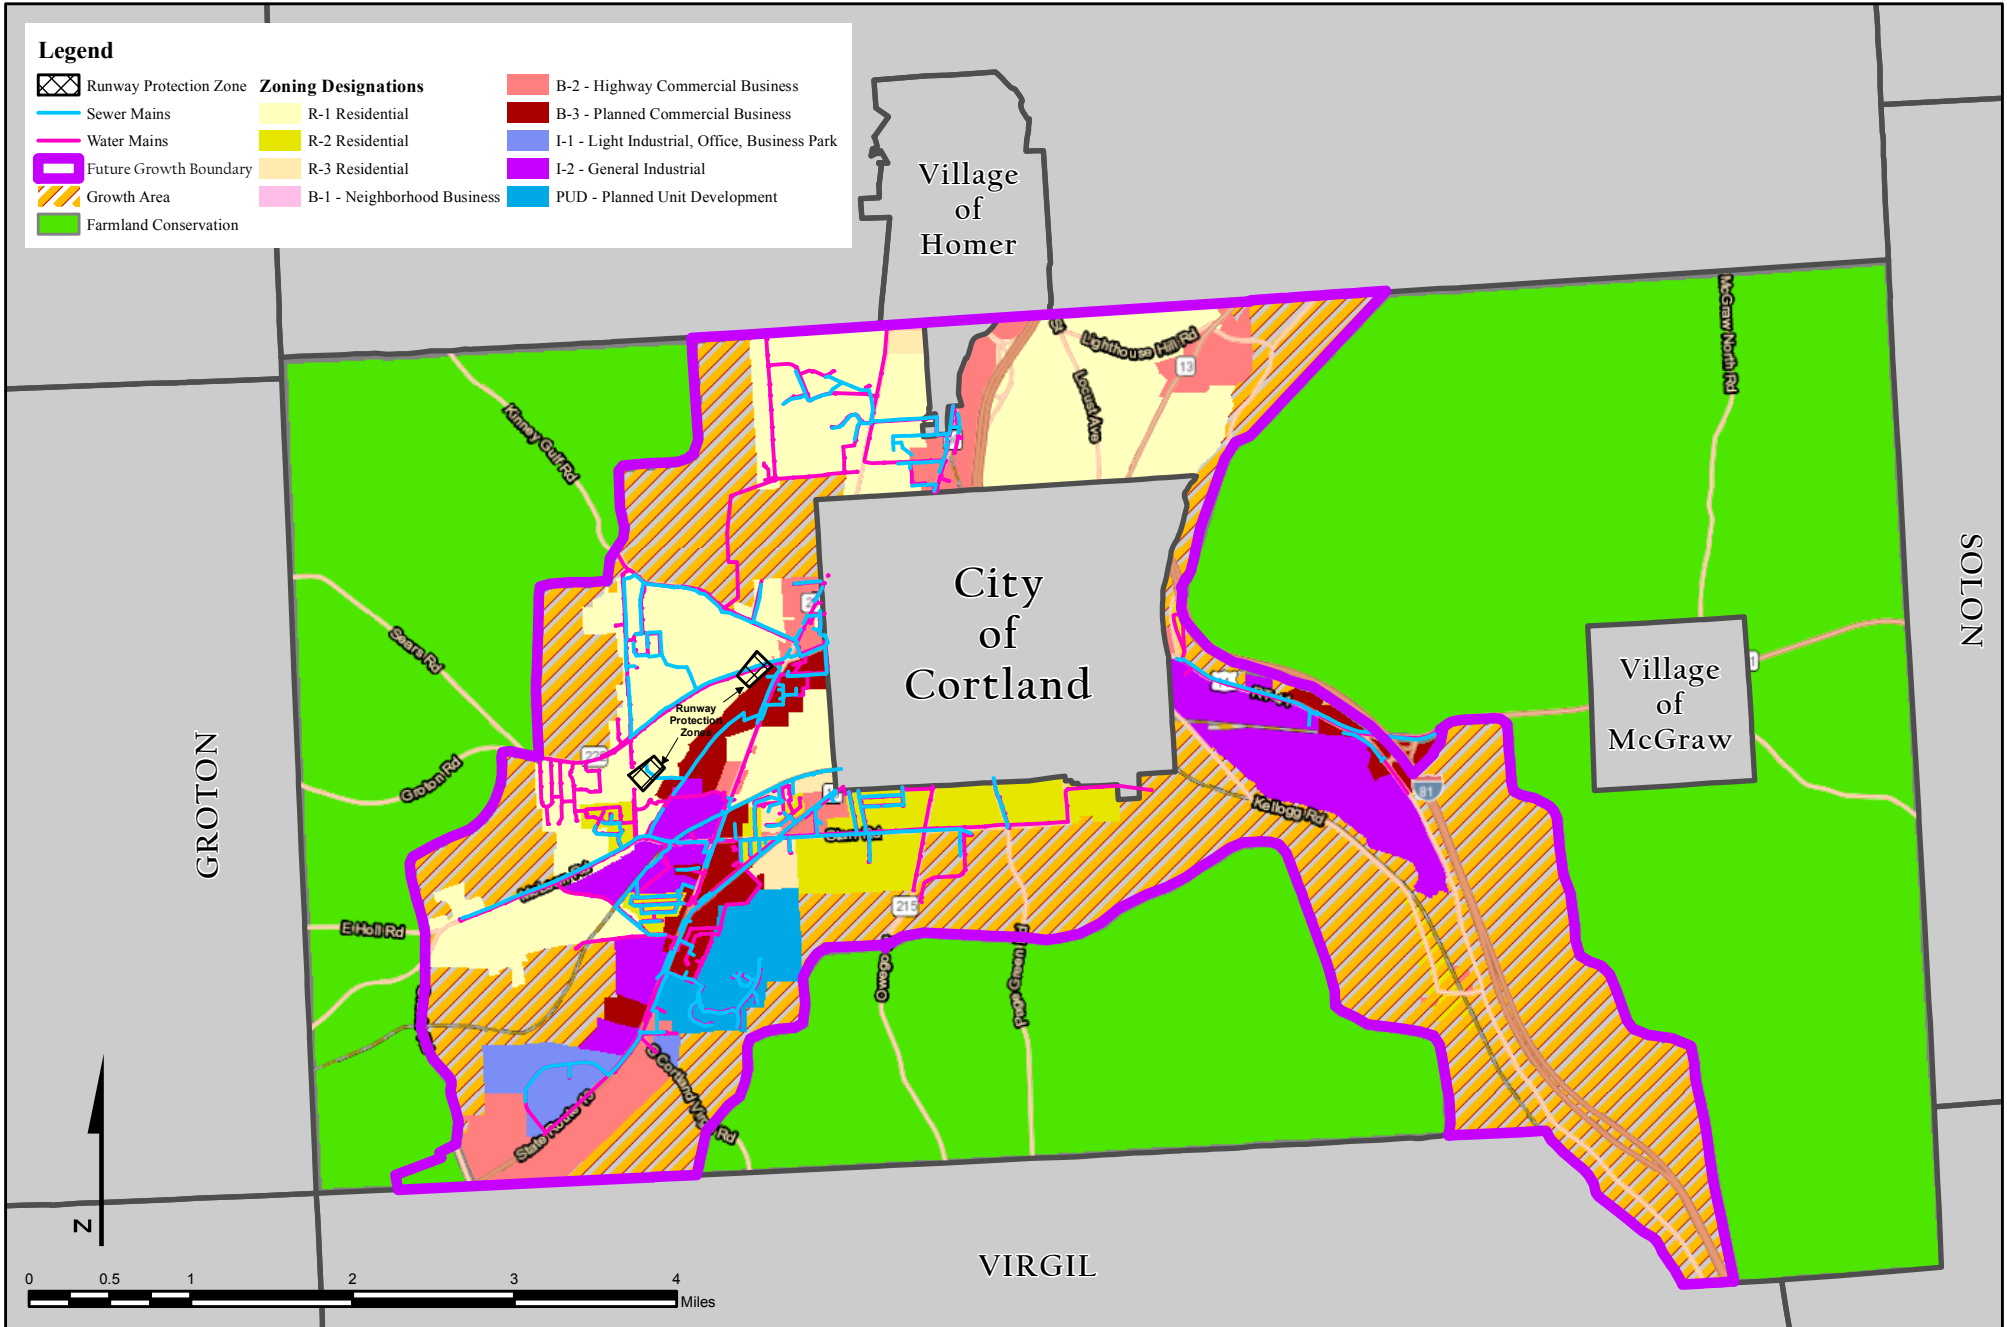 Legend
Runway Protection Zone
Sewer Mains
Water Mains
Future Growth Boundary
Growth Area
Farmland Conservation
Zoning Designations
R-1 Residential
R-2 Residential
R-3 Residential
B-1 - Neighborhood Business
B-2 - Highway Commercial Business
B-3 - Planned Commercial Business
I-1 - Light Industrial, Office, Business Park
I-2 - General Industrial
PUD - Planned Unit Development
Village
of
Homer
Lighthouse Hill Rd
13
Locust Ave
McGraw North Rd
Kinney Gulf Rd
City
of
Cortland
SOLON
Sears Rd
Village
of
McGraw
Runway
Protection
Zones
Groton Rd
GROTON
81
Kellogg Rd
215
E Holl Rd
Owego
Page Green
State Route 13
N
VIRGIL
0 0.5 1 2 3 4
Miles